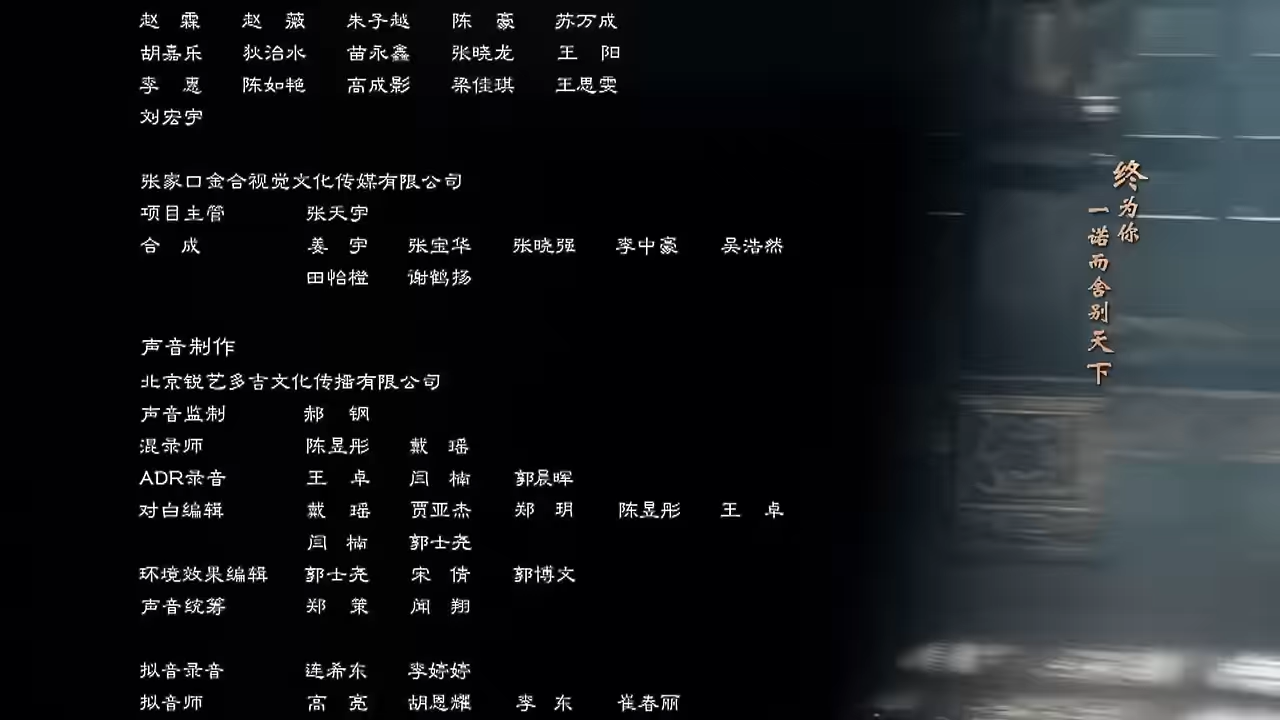 赵 霖 赵 薇 朱子越 陈 豪 苏万成
胡嘉乐 狄治水 苗永鑫 张晓龙 王 阳
李 惠 陈如艳 高成影 梁佳琪 王思雯
刘宏宇
张家口金合视觉文化传媒有限公司
项目主管 张天宇
合 成 姜 宇 张宝华 张晓强 李中豪 吴浩然
田怡橙 谢鹤扬
声音制作
北京锐艺多吉文化传播有限公司
声音监制 郝 钢
混录师 陈昱彤 戴 瑶
ADR录音 王 卓 闫 楠 郭晨晖
对白编辑 戴 瑶 贾亚杰 郑 玥 陈昱彤 王 卓
闫 楠 郭士尧
环境效果编辑 郭士尧 宋 倩 郭博文
声音统筹 郑 策 闻 翔
拟音录音 连希东 李婷婷
拟音师 高 亮 胡恩耀 李 东 崔春丽
终为你
一诺而舍别天下